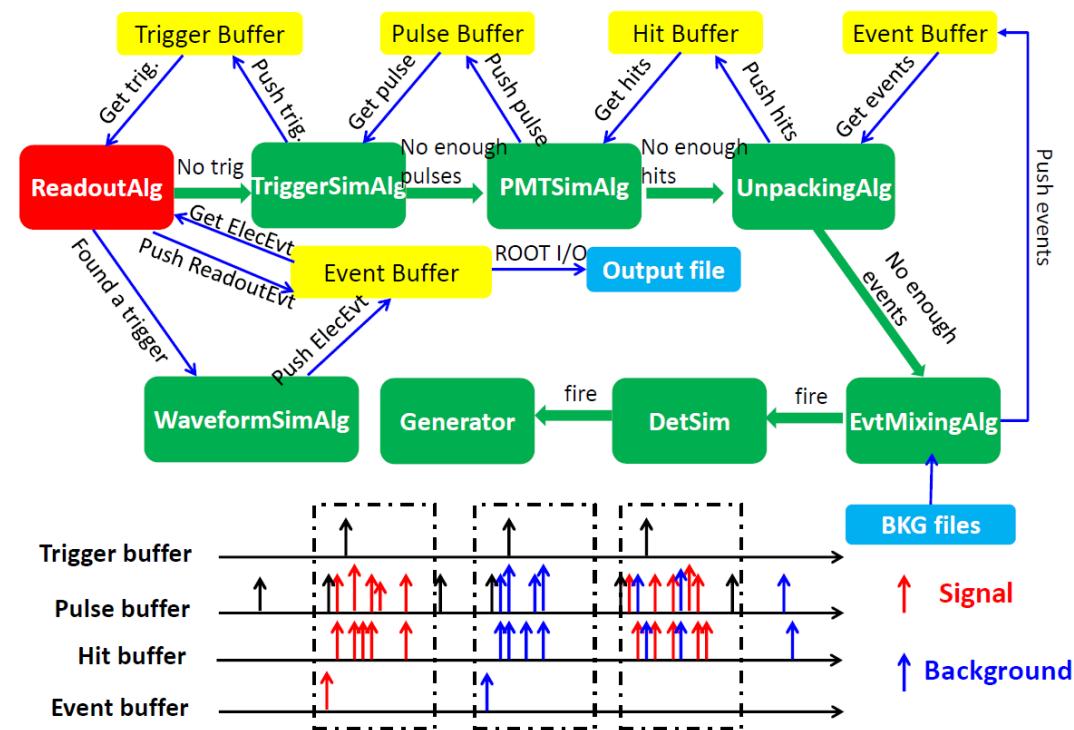 Trigger Buffer
Pulse Buffer
Hit Buffer
Event Buffer
Get trig.
Push trig.
Get pulse
Push pulse
Get hits
Push hits
Get events
Push events
ReadoutAlg
No trig
TriggerSimAlg
No enough
pulses
PMTSimAlg
No enough
hits
UnpackingAlg
Get ElecEvt
Push ReadoutEvt
Event Buffer
ROOT I/O
Output file
Found a trigger
Push ElecEvt
No enough
events
WaveformSimAlg
Generator
fire
DetSim
fire
EvtMixingAlg
BKG files
Trigger buffer
Pulse buffer
Signal
Hit buffer
Background
Event buffer